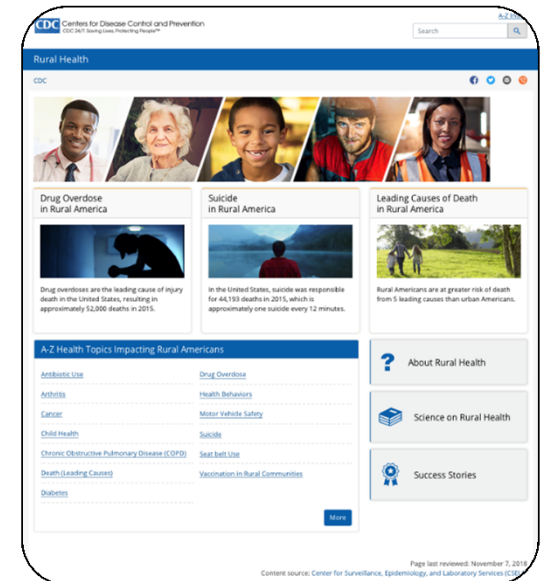 CDC Centers for Disease Control and Prevention
CDC 24/7: Saving Lives, Protecting People™
Search
Rural Health
CDC
Drug Overdose
in Rural America
Drug overdoses are the leading cause of injury
death in the United States, resulting in
approximately 52,000 deaths in 2015.
Suicide
in Rural America
In the United States, suicide was responsible
for 44,193 deaths in 2015, which is
approximately one suicide every 12 minutes.
Leading Causes of Death
in Rural America
Rural Americans are at greater risk of death
from 5 leading causes than urban Americans.
A-Z Health Topics Impacting Rural Americans
Antibiotic Use
Arthritis
Cancer
Child Health
Chronic Obstructive Pulmonary Disease (COPD)
Death (Leading Causes)
Diabetes
Drug Overdose
Health Behaviors
Motor Vehicle Safety
Suicide
Seat belt Use
Vaccination in Rural Communities
More
About Rural Health
Science on Rural Health
Success Stories
Page last reviewed: November 7, 2018
Content source: Center for Surveillance, Epidemiology, and Laboratory Services (CSELS)